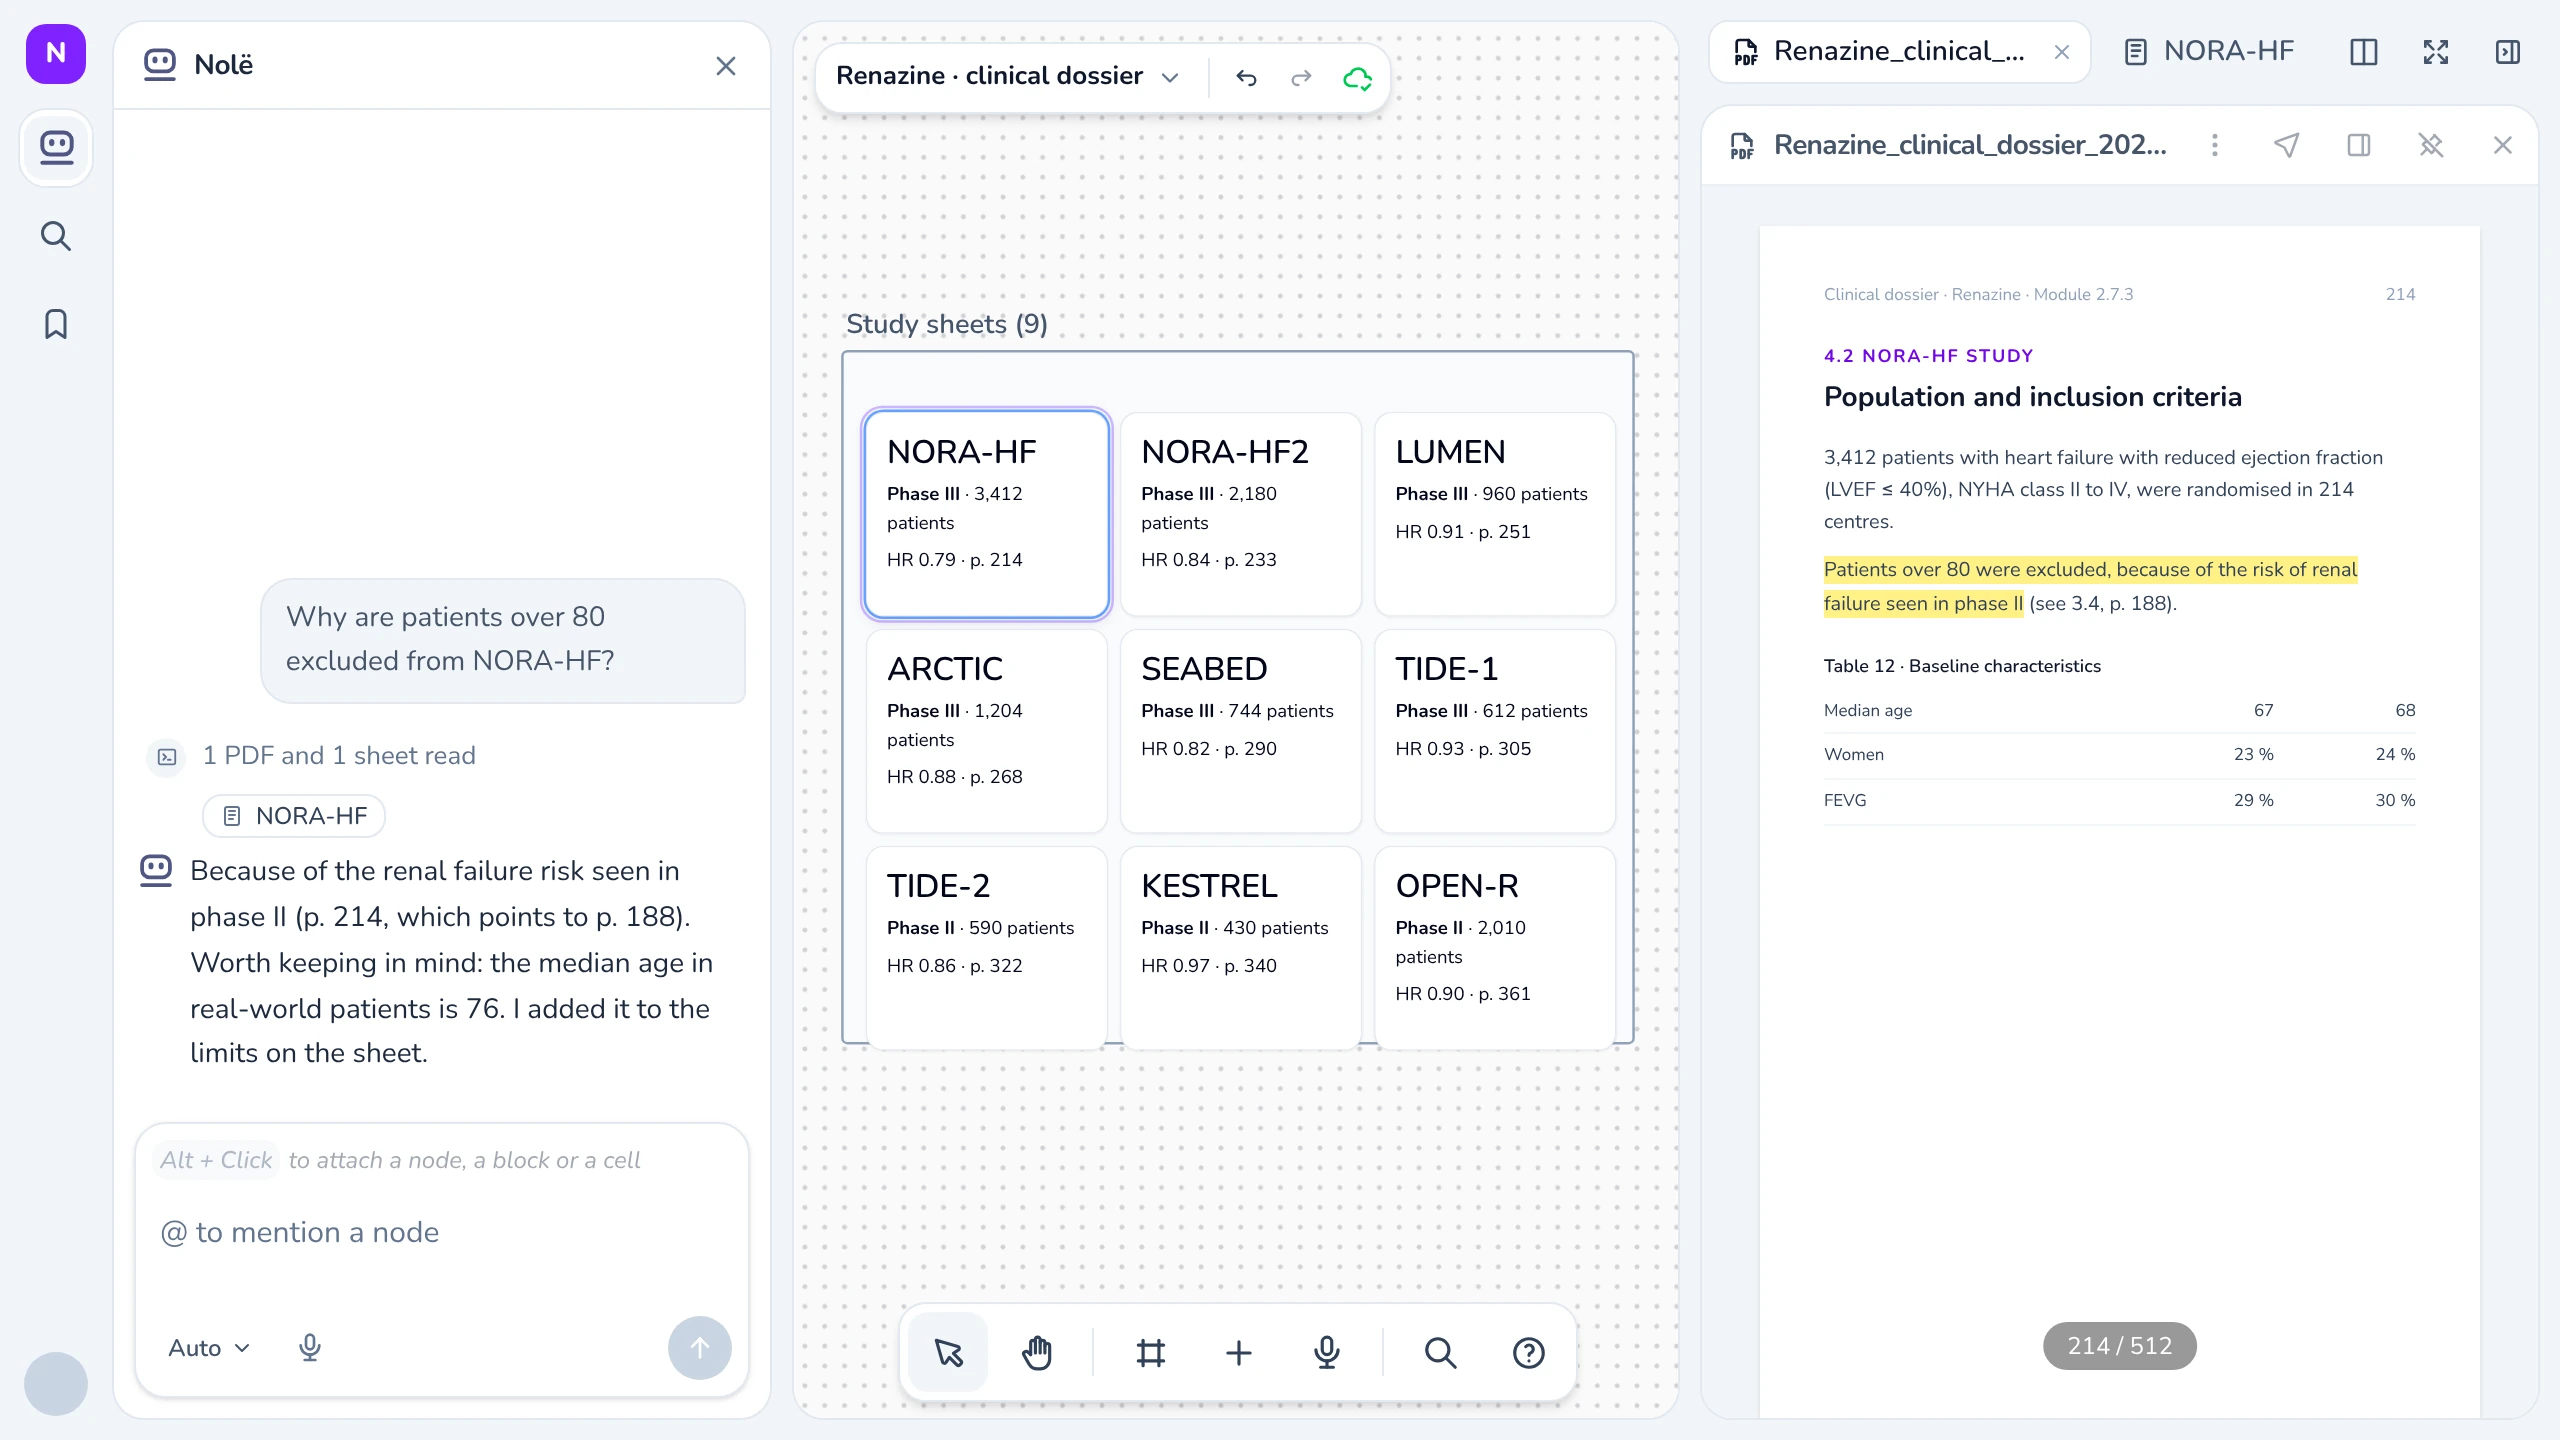 N
Nolë
Why are patients over 80
excluded from NORA-HF?
1 PDF and 1 sheet read
NORA-HF
Because of the renal failure risk seen in
phase II (p. 214, which points to p. 188).
Worth keeping in mind: the median age in
real-world patients is 76. I added it to the
limits on the sheet.
Alt + Click to attach a node, a block or a cell
@ to mention a node
Auto
Renazine · clinical dossier
Study sheets (9)
NORA-HF
Phase III · 3,412
patients
HR 0.79 · p. 214
NORA-HF2
Phase III · 2,180
patients
HR 0.84 · p. 233
LUMEN
Phase III · 960 patients
HR 0.91 · p. 251
ARCTIC
Phase III · 1,204
patients
HR 0.88 · p. 268
SEABED
Phase III · 744 patients
HR 0.82 · p. 290
TIDE-1
Phase III · 612 patients
HR 0.93 · p. 305
TIDE-2
Phase II · 590 patients
HR 0.86 · p. 322
KESTREL
Phase II · 430 patients
HR 0.97 · p. 340
OPEN-R
Phase II · 2,010
patients
HR 0.90 · p. 361
PDF Renazine_clinical_...
NORA-HF
PDF Renazine_clinical_dossier_202...
Clinical dossier · Renazine · Module 2.7.3 214
4.2 NORA-HF STUDY
Population and inclusion criteria
3,412 patients with heart failure with reduced ejection fraction
(LVEF ≤ 40%), NYHA class II to IV, were randomised in 214
centres.
Patients over 80 were excluded, because of the risk of renal
failure seen in phase II (see 3.4, p. 188).
Table 12 · Baseline characteristics
Median age 67 68
Women 23 % 24 %
FEVG 29 % 30 %
214 / 512